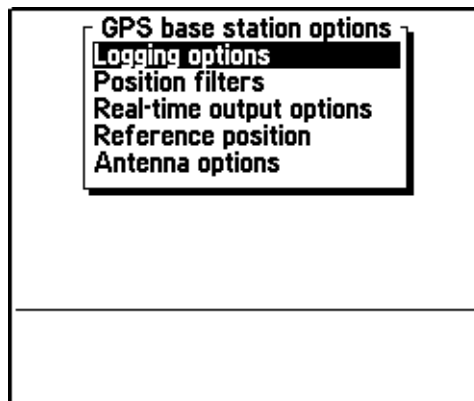 GPS base station options
Logging options
Position filters
Real-time output options
Reference position
Antenna options